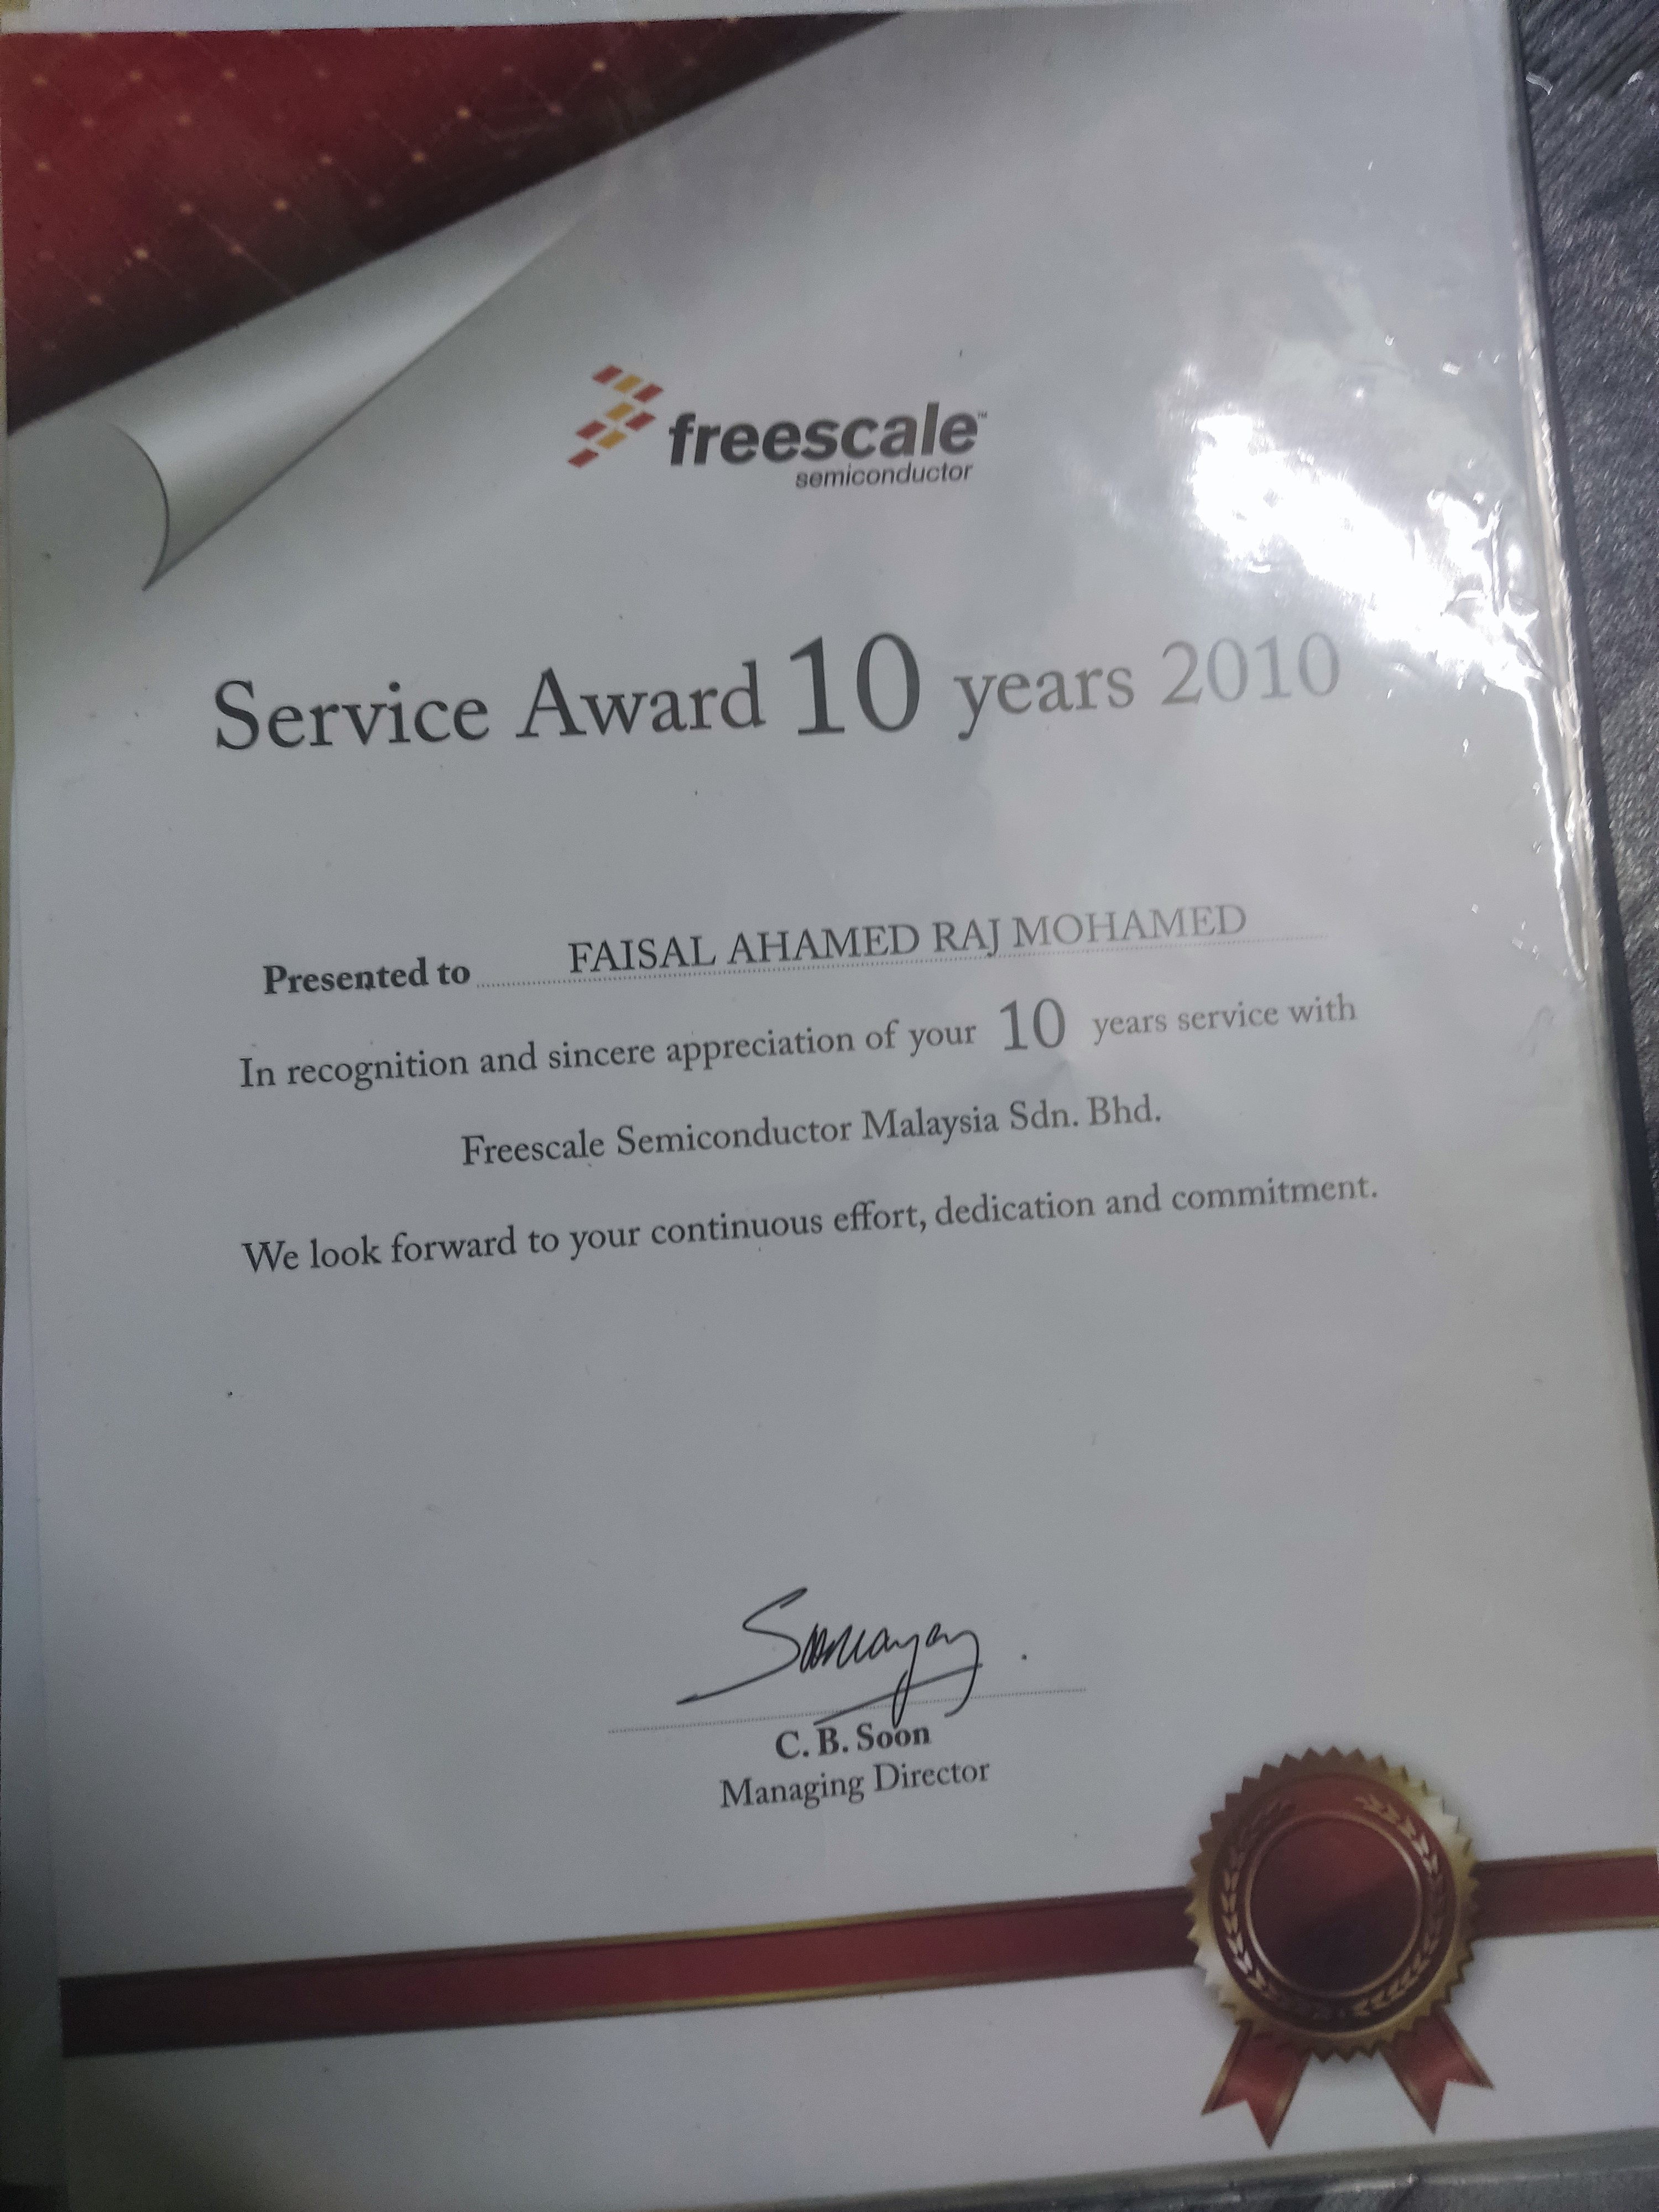 freescale™
semiconductor
Service Award 10 years 2010
Presented to FAISAL AHAMED RAJ MOHAMED
In recognition and sincere appreciation of your 10 years service with
Freescale Semiconductor Malaysia Sdn. Bhd.
We look forward to your continuous effort, dedication and commitment.
C. B. Soon
Managing Director